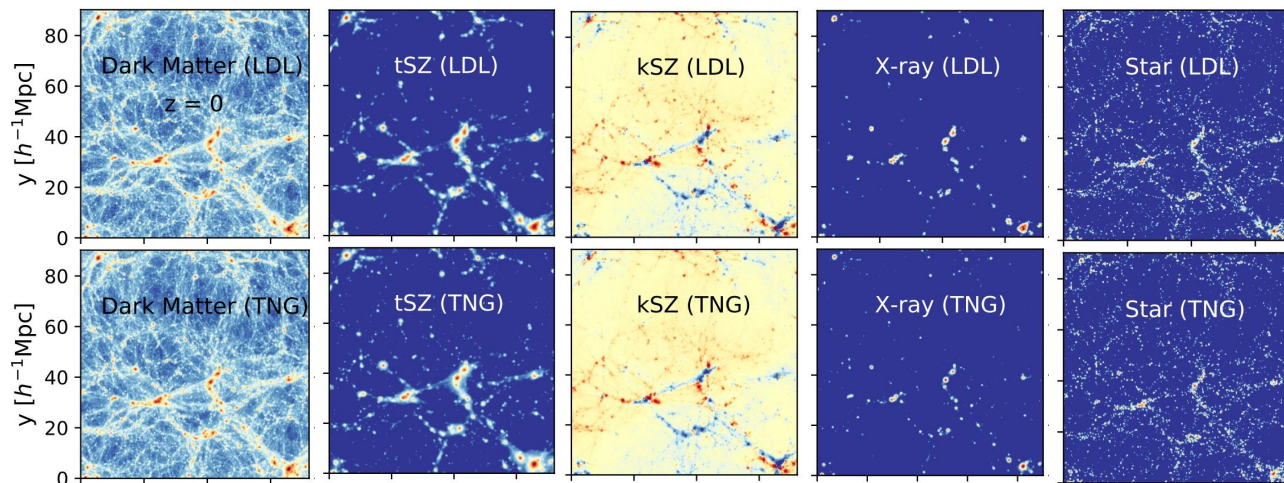 80
60
40
20
0
y [h⁻¹Mpc]
Dark Matter (LDL)
z = 0
tSZ (LDL)
kSZ (LDL)
X-ray (LDL)
Star (LDL)
80
60
40
20
0
y [h⁻¹Mpc]
Dark Matter (TNG)
tSZ (TNG)
kSZ (TNG)
X-ray (TNG)
Star (TNG)